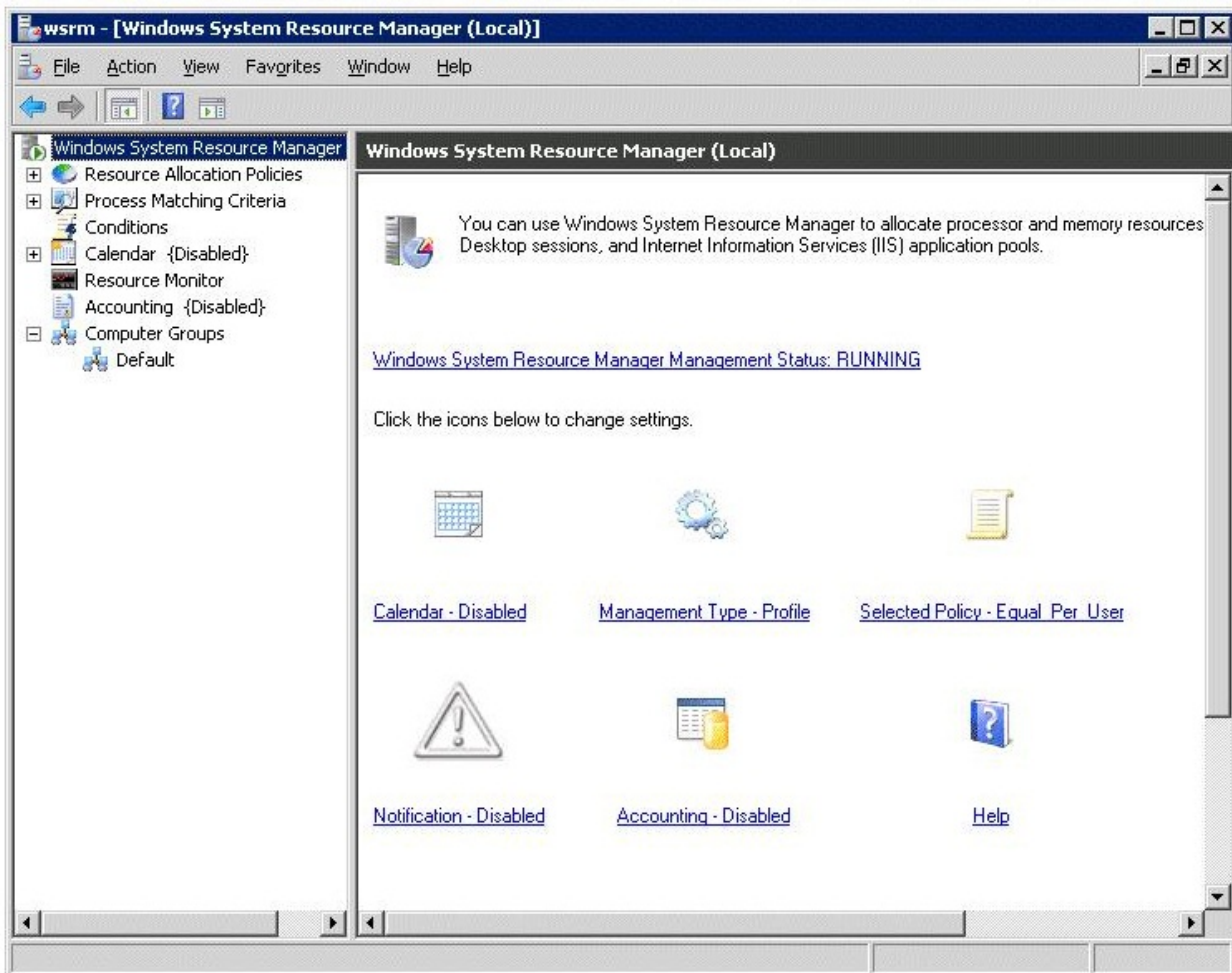 wsrm - [Windows System Resource Manager (Local)]
File Action View Favorites Window Help
Windows System Resource Manager
Resource Allocation Policies
Process Matching Criteria
Conditions
Calendar {Disabled}
Resource Monitor
Accounting {Disabled}
Computer Groups
Default
Windows System Resource Manager (Local)
You can use Windows System Resource Manager to allocate processor and memory resources
Desktop sessions, and Internet Information Services (IIS) application pools.
Windows System Resource Manager Management Status: RUNNING
Click the icons below to change settings.
Calendar - Disabled
Management Type - Profile
Selected Policy - Equal_Per_User
Notification - Disabled
Accounting - Disabled
Help